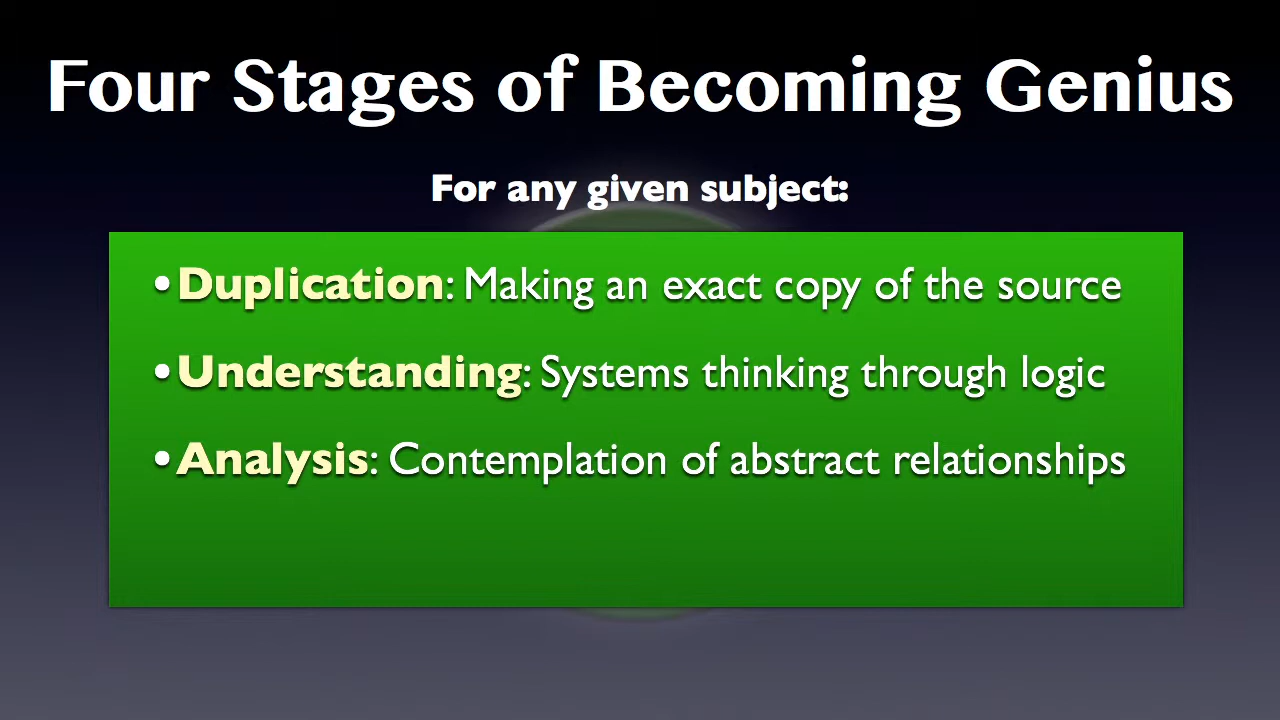 Four Stages of Becoming Genius
For any given subject:
•Duplication: Making an exact copy of the source
•Understanding: Systems thinking through logic
•Analysis: Contemplation of abstract relationships